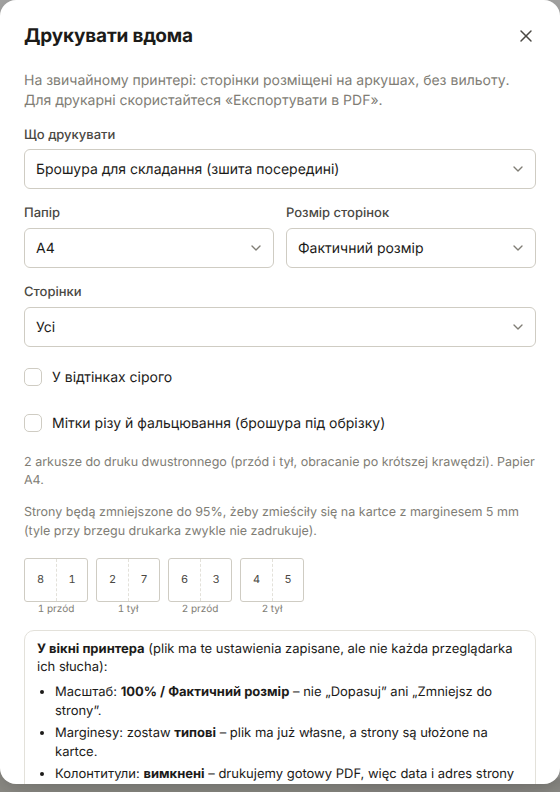 Друкувати вдома
На звичайному принтері: сторінки розміщені на аркушах, без вильоту.
Для друкарні скористайтеся «Експортувати в PDF».
Що друкувати
Брошура для складання (зшита посередині)
Папір
Розмір сторінок
A4
Фактичний розмір
Сторінки
Усі
У відтінках сірого
Мітки різу й фальцювання (брошура під обрізку)
2 arkusze do druku dwustronnego (przód i tył, obracanie po krótszej krawędzi). Papier
A4.
Strony będą zmniejszone do 95%, żeby zmieściły się na kartce z marginesem 5 mm
(tyle przy brzegu drukarka zwykle nie zadrukuje).
8 1 2 7 6 3 4 5
1 przód 1 tył 2 przód 2 tył
У вікні принтера (plik ma te ustawienia zapisane, ale nie każda przeglądarka
ich słucha):
• Масштаб: 100% / Фактичний розмір – nie „Dopasuj” ani „Zmniejsz do
strony”.
• Marginesy: zostaw типові – plik ma już własne, a strony są ułożone na
kartce.
• Колонтитули: вимкнені – drukujemy gotowy PDF, więc data i adres strony